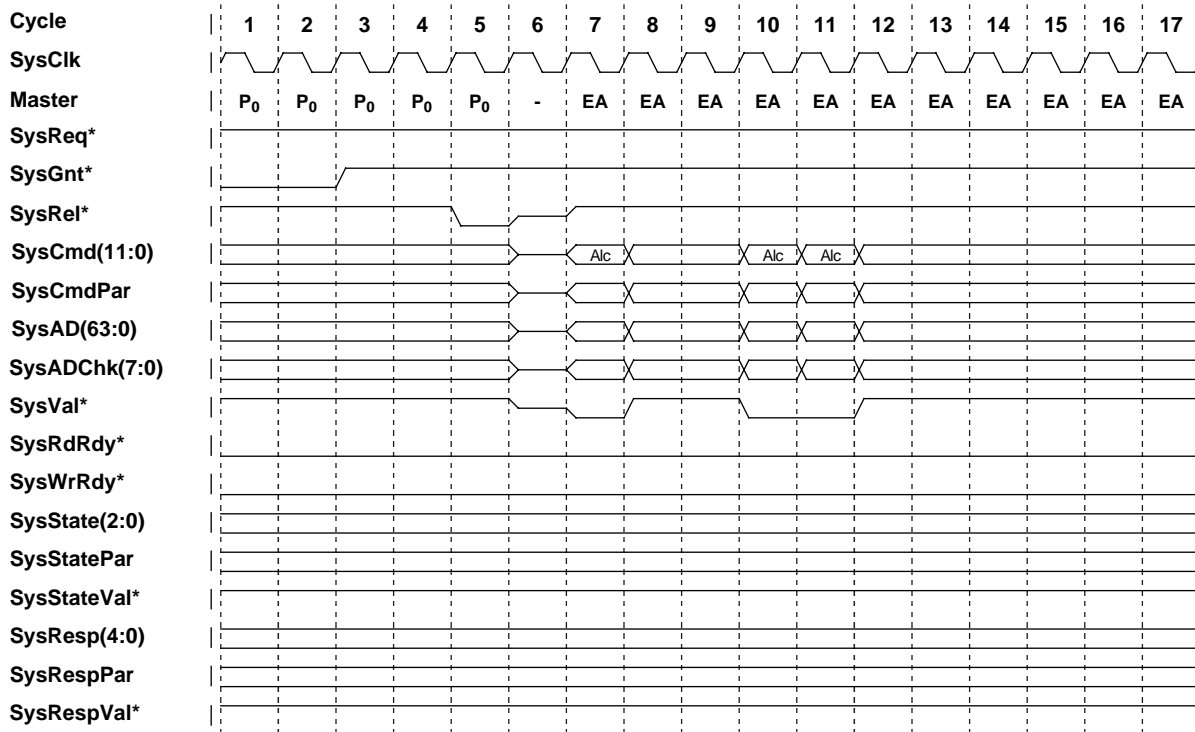 Cycle | 1 2 3 4 5 6 7 8 9 10 11 12 13 14 15 16 17
SysClk |
Master | P0 P0 P0 P0 P0 - EA EA EA EA EA EA EA EA EA EA EA
SysReq* |
SysGnt* |
SysRel* |
SysCmd(11:0) | Alc Alc Alc
SysCmdPar |
SysAD(63:0) |
SysADChk(7:0) |
SysVal* |
SysRdRdy* |
SysWrRdy* |
SysState(2:0) |
SysStatePar |
SysStateVal* |
SysResp(4:0) |
SysRespPar |
SysRespVal* |